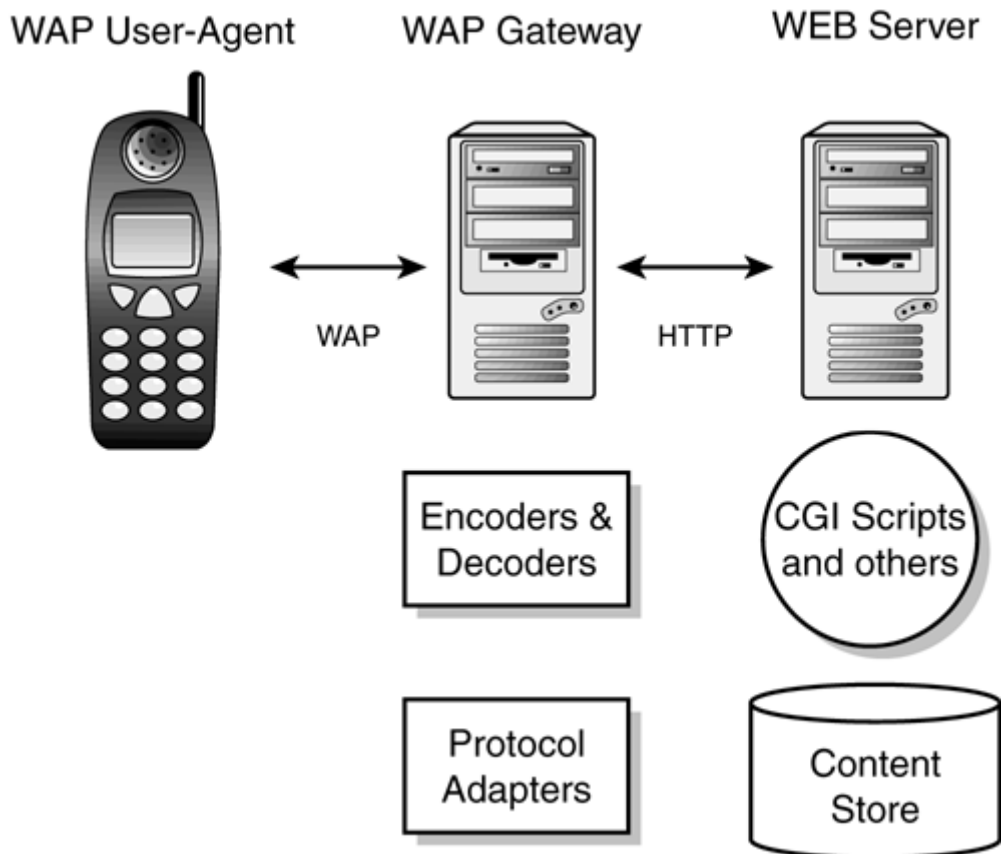 WAP User-Agent
WAP Gateway
WEB Server
WAP
HTTP
Encoders &
Decoders
CGI Scripts
and others
Protocol
Adapters
Content
Store